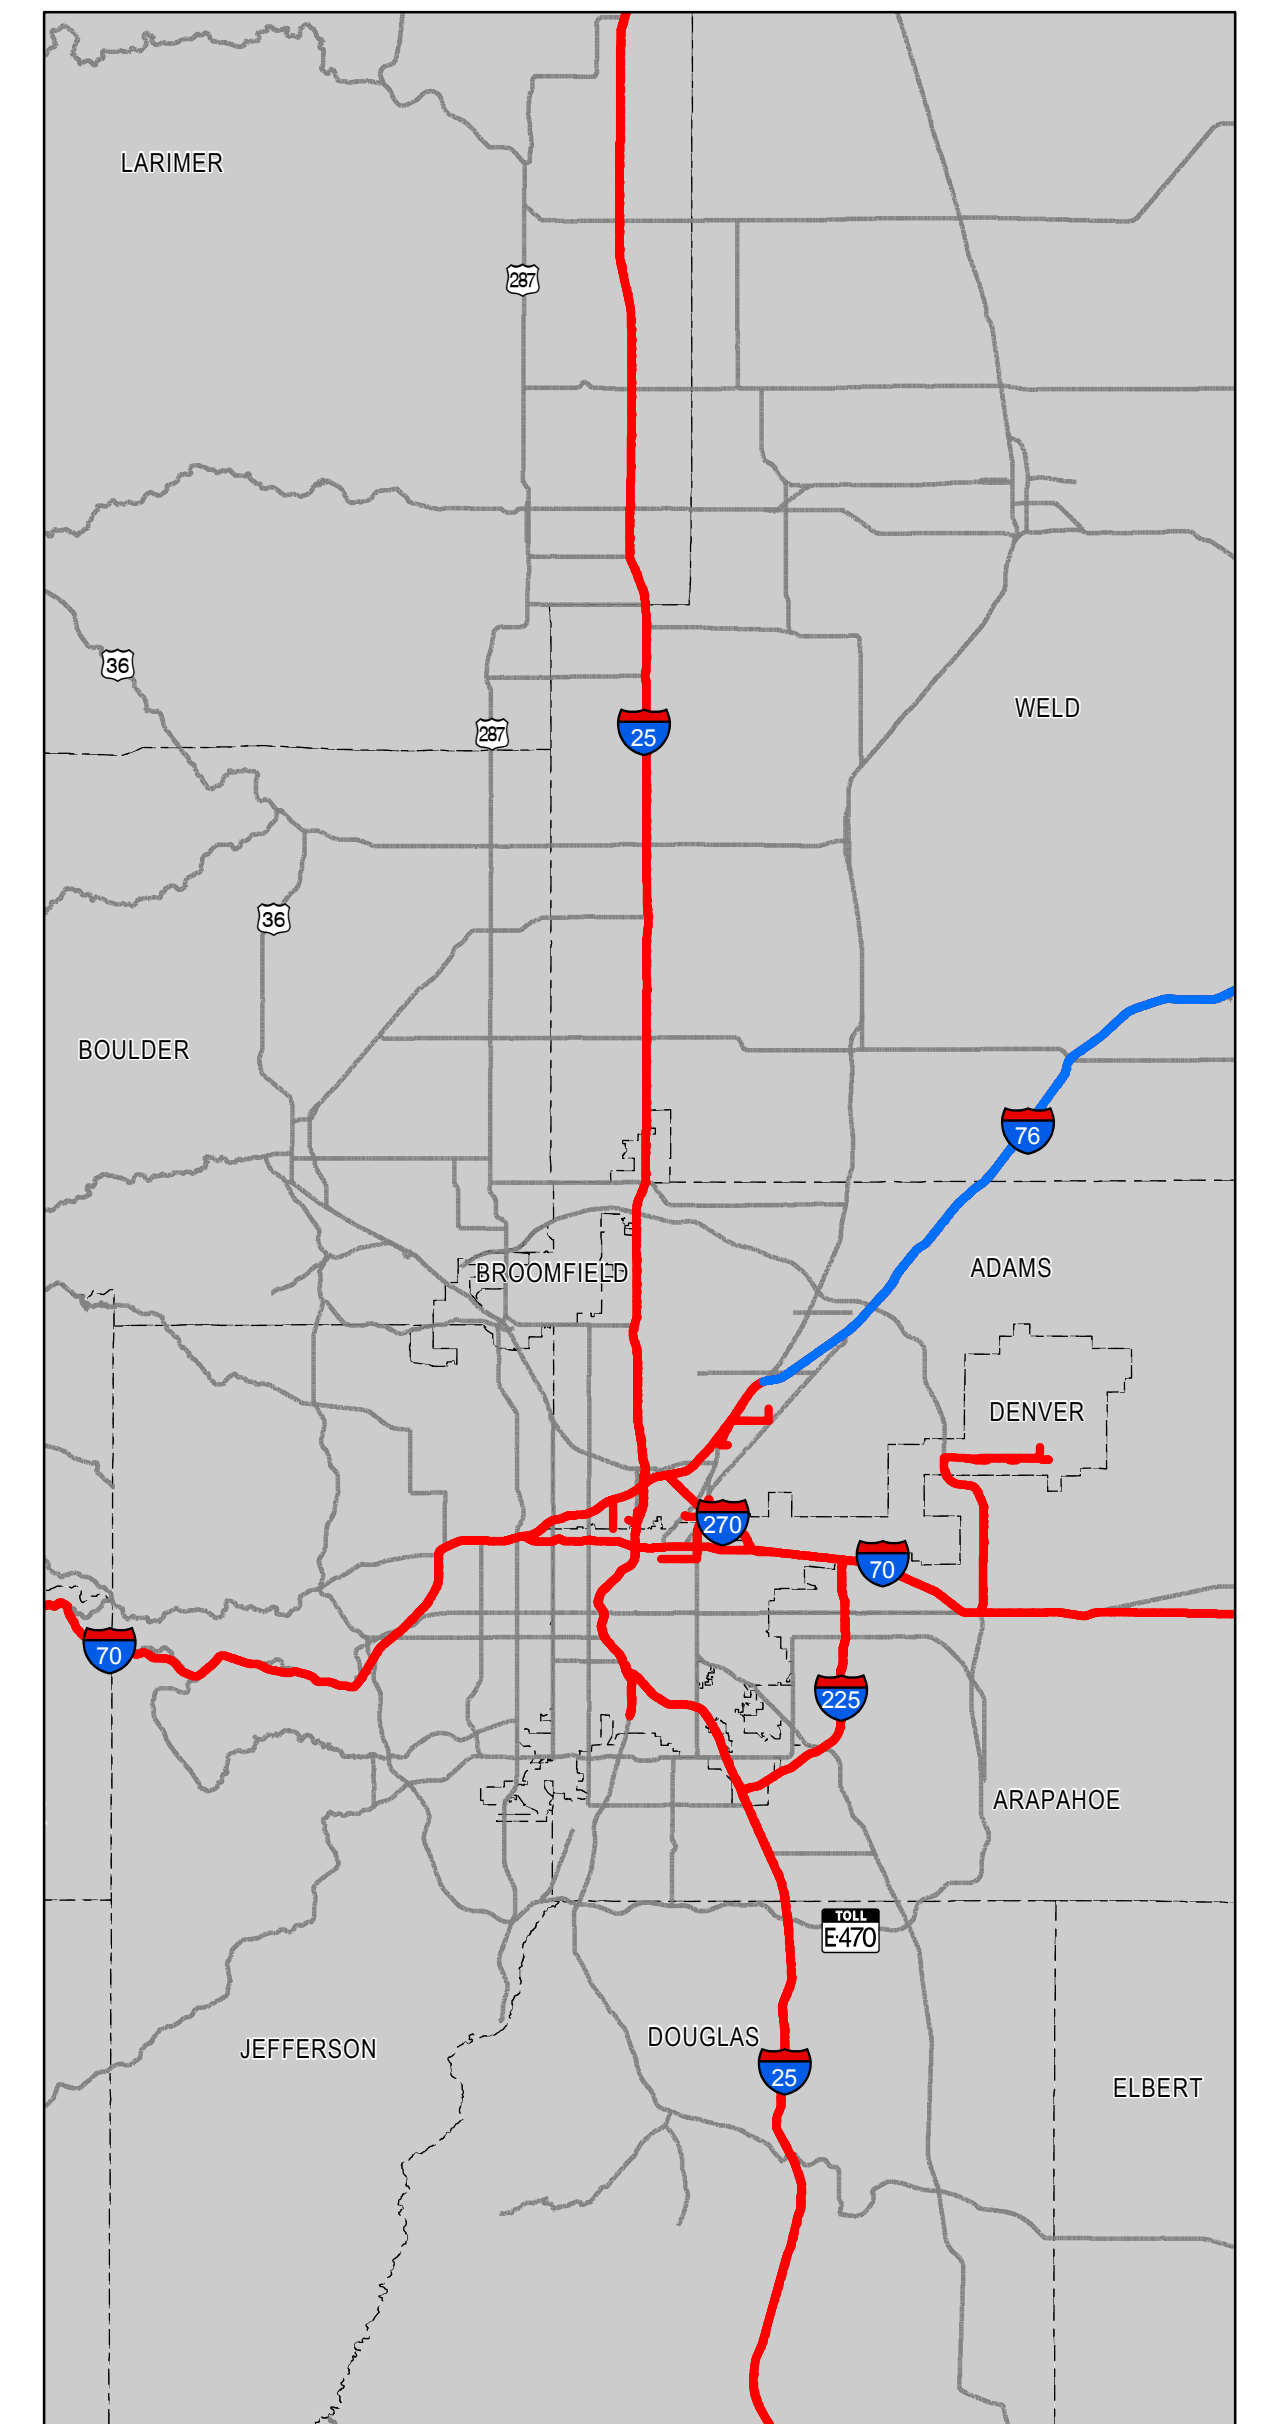 LARIMER
287
36
WELD
25
287
36
BOULDER
76
ADAMS
BROOMFIELD
DENVER
270
70
70
225
ARAPAHOE
TOLL
E-470
DOUGLAS
JEFFERSON
25
ELBERT